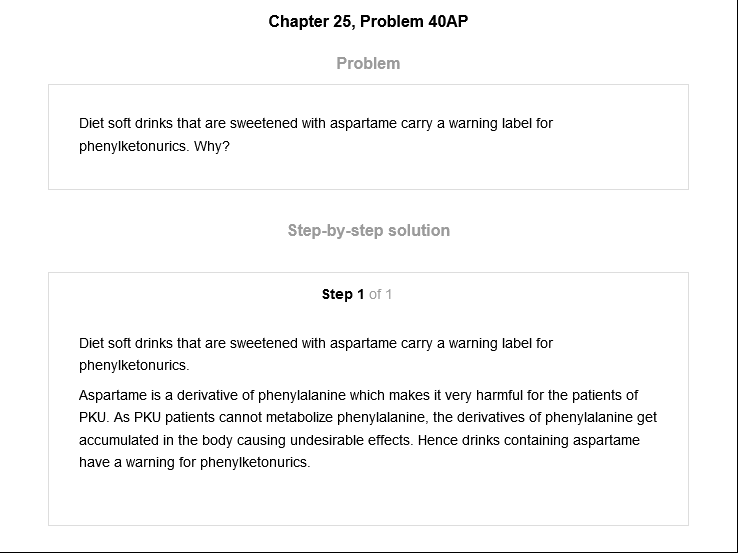 Chapter 25, Problem 40AP
Problem
Diet soft drinks that are sweetened with aspartame carry a warning label for
phenylketonurics. Why?
Step-by-step solution
Step 1 of 1
Diet soft drinks that are sweetened with aspartame carry a warning label for
phenylketonurics.
Aspartame is a derivative of phenylalanine which makes it very harmful for the patients of
PKU. As PKU patients cannot metabolize phenylalanine, the derivatives of phenylalanine get
accumulated in the body causing undesirable effects. Hence drinks containing aspartame
have a warning for phenylketonurics.